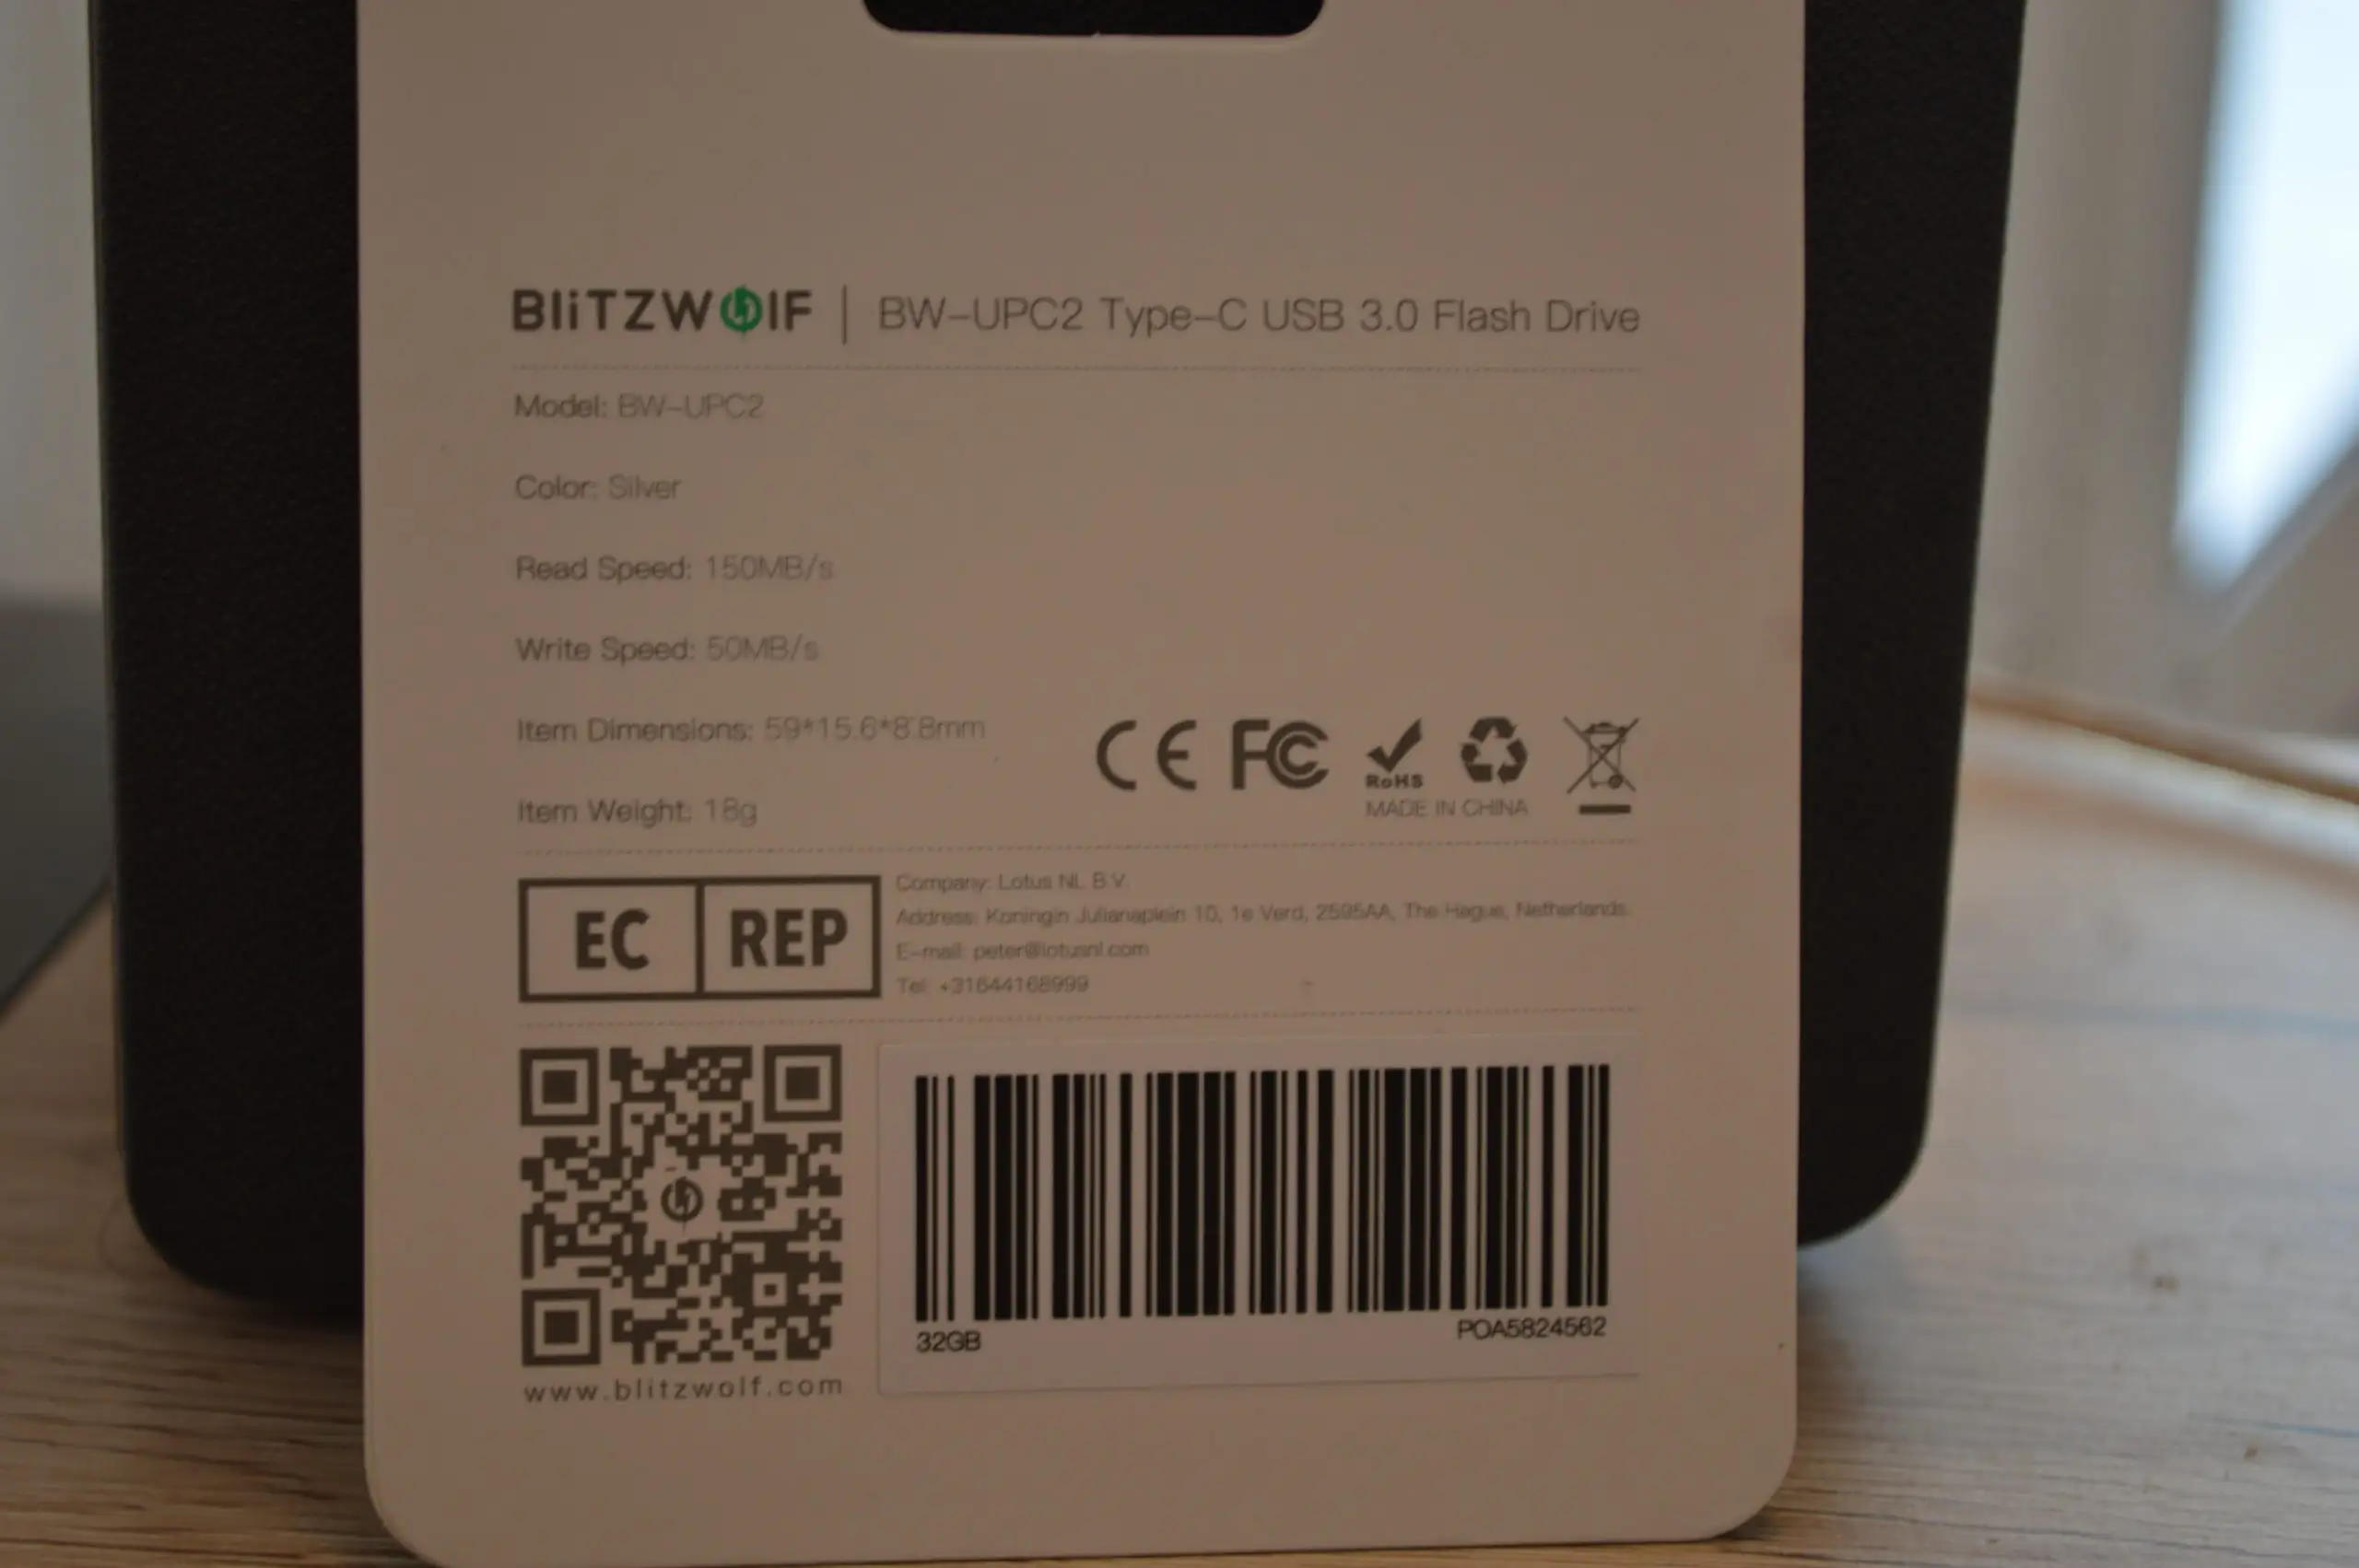 BLITZWOLF | BW-UPC2 Type-C USB 3.0 Flash Drive
Model: BW-UPC2
Color: Silver
Read Speed: 150MB/s
Write Speed: 50MB/s
Item Dimensions: 59*15.6*8.8mm
Item Weight: 18g
CE FC RoHS
MADE IN CHINA
EC REP
Company: Lotus NL B.V.
Address: Koningin Julianaplein 10, 1e Verd, 2595AA, The Hague, Netherlands.
E-mail: peter@lotusnl.com
Tel: +31644168999
32GB
POA5824562
www.blitzwolf.com